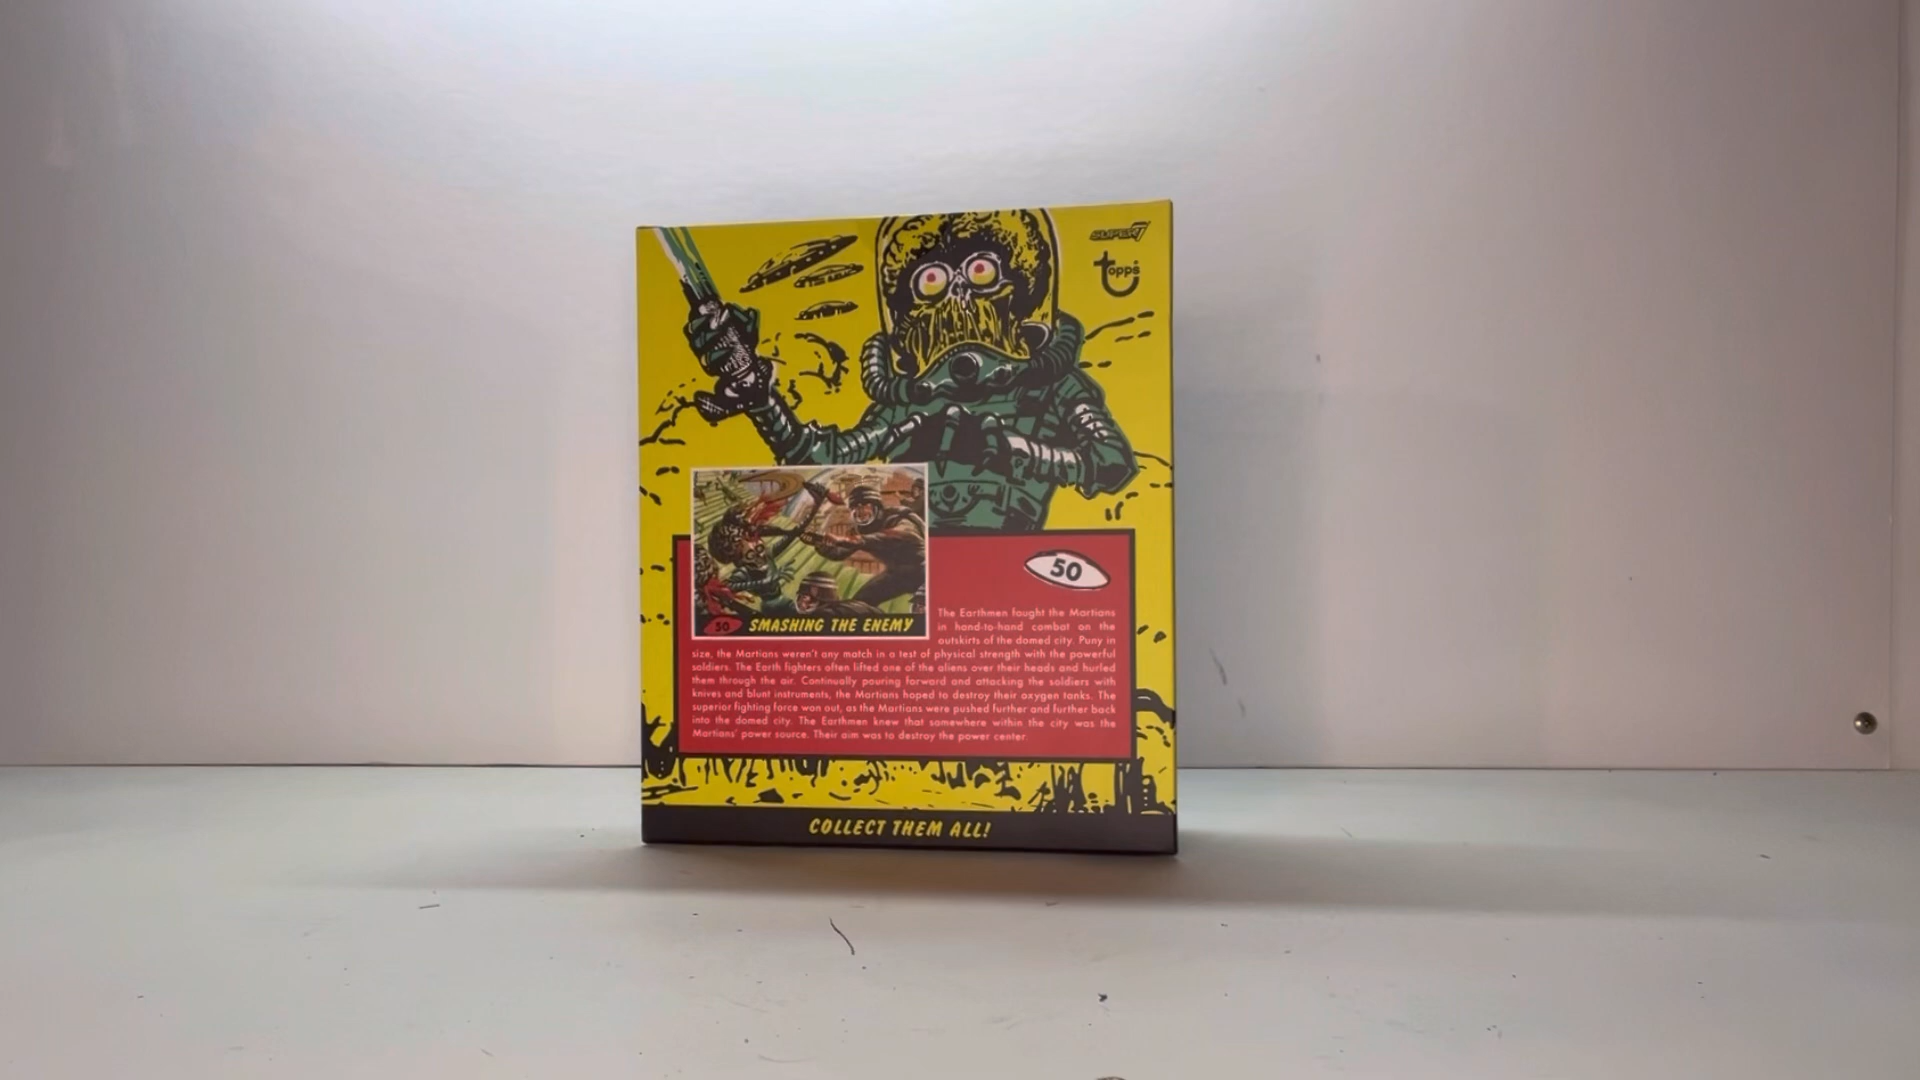 SUPER7
topps
50
50 SMASHING THE ENEMY
The Earthmen fought the Martians
in hand-to-hand combat on the
outskirts of the domed city. Puny in
size, the Martians weren't any match in a test of physical strength with the powerful
soldiers. The Earth fighters often lifted one of the aliens over their heads and hurled
them through the air. Continually pouring forward and attacking the soldiers with
knives and blunt instruments, the Martians hoped to destroy their oxygen tanks. The
superior fighting force won out, as the Martians were pushed further and further back
into the domed city. The Earthmen knew that somewhere within the city was the
Martians' power source. Their aim was to destroy the power center.
COLLECT THEM ALL!